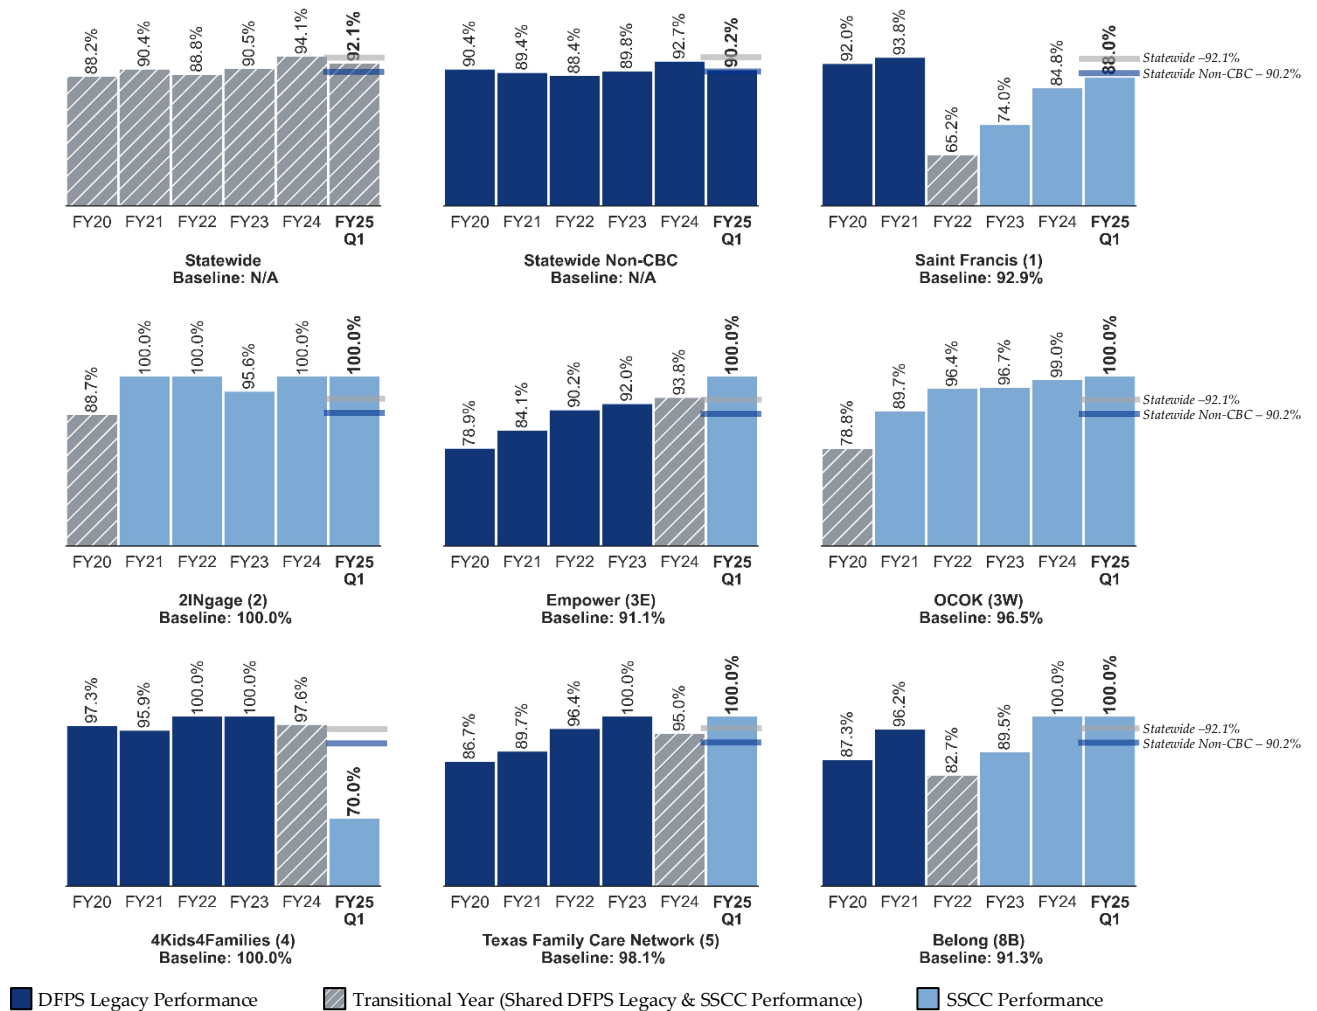 88.2%
90.4%
88.8%
90.5%
94.1%
92.1%
FY20
FY21
FY22
FY23
FY24
FY25
Q1
Statewide
Baseline: N/A
90.4%
89.4%
88.4%
89.8%
92.7%
90.2%
FY20
FY21
FY22
FY23
FY24
FY25
Q1
Statewide Non-CBC
Baseline: N/A
92.0%
93.8%
65.2%
74.0%
84.8%
88.0%
Statewide –92.1%
Statewide Non-CBC – 90.2%
FY20
FY21
FY22
FY23
FY24
FY25
Q1
Saint Francis (1)
Baseline: 92.9%
88.7%
100.0%
100.0%
95.6%
100.0%
100.0%
FY20
FY21
FY22
FY23
FY24
FY25
Q1
2INgage (2)
Baseline: 100.0%
78.9%
84.1%
90.2%
92.0%
93.8%
100.0%
FY20
FY21
FY22
FY23
FY24
FY25
Q1
Empower (3E)
Baseline: 91.1%
78.8%
89.7%
96.4%
96.7%
99.0%
100.0%
Statewide –92.1%
Statewide Non-CBC – 90.2%
FY20
FY21
FY22
FY23
FY24
FY25
Q1
OCOK (3W)
Baseline: 96.5%
97.3%
95.9%
100.0%
100.0%
97.6%
70.0%
FY20
FY21
FY22
FY23
FY24
FY25
Q1
4Kids4Families (4)
Baseline: 100.0%
86.7%
89.7%
96.4%
100.0%
95.0%
100.0%
FY20
FY21
FY22
FY23
FY24
FY25
Q1
Texas Family Care Network (5)
Baseline: 98.1%
87.3%
96.2%
82.7%
89.5%
100.0%
100.0%
Statewide –92.1%
Statewide Non-CBC – 90.2%
FY20
FY21
FY22
FY23
FY24
FY25
Q1
Belong (8B)
Baseline: 91.3%
DFPS Legacy Performance
Transitional Year (Shared DFPS Legacy & SSCC Performance)
SSCC Performance